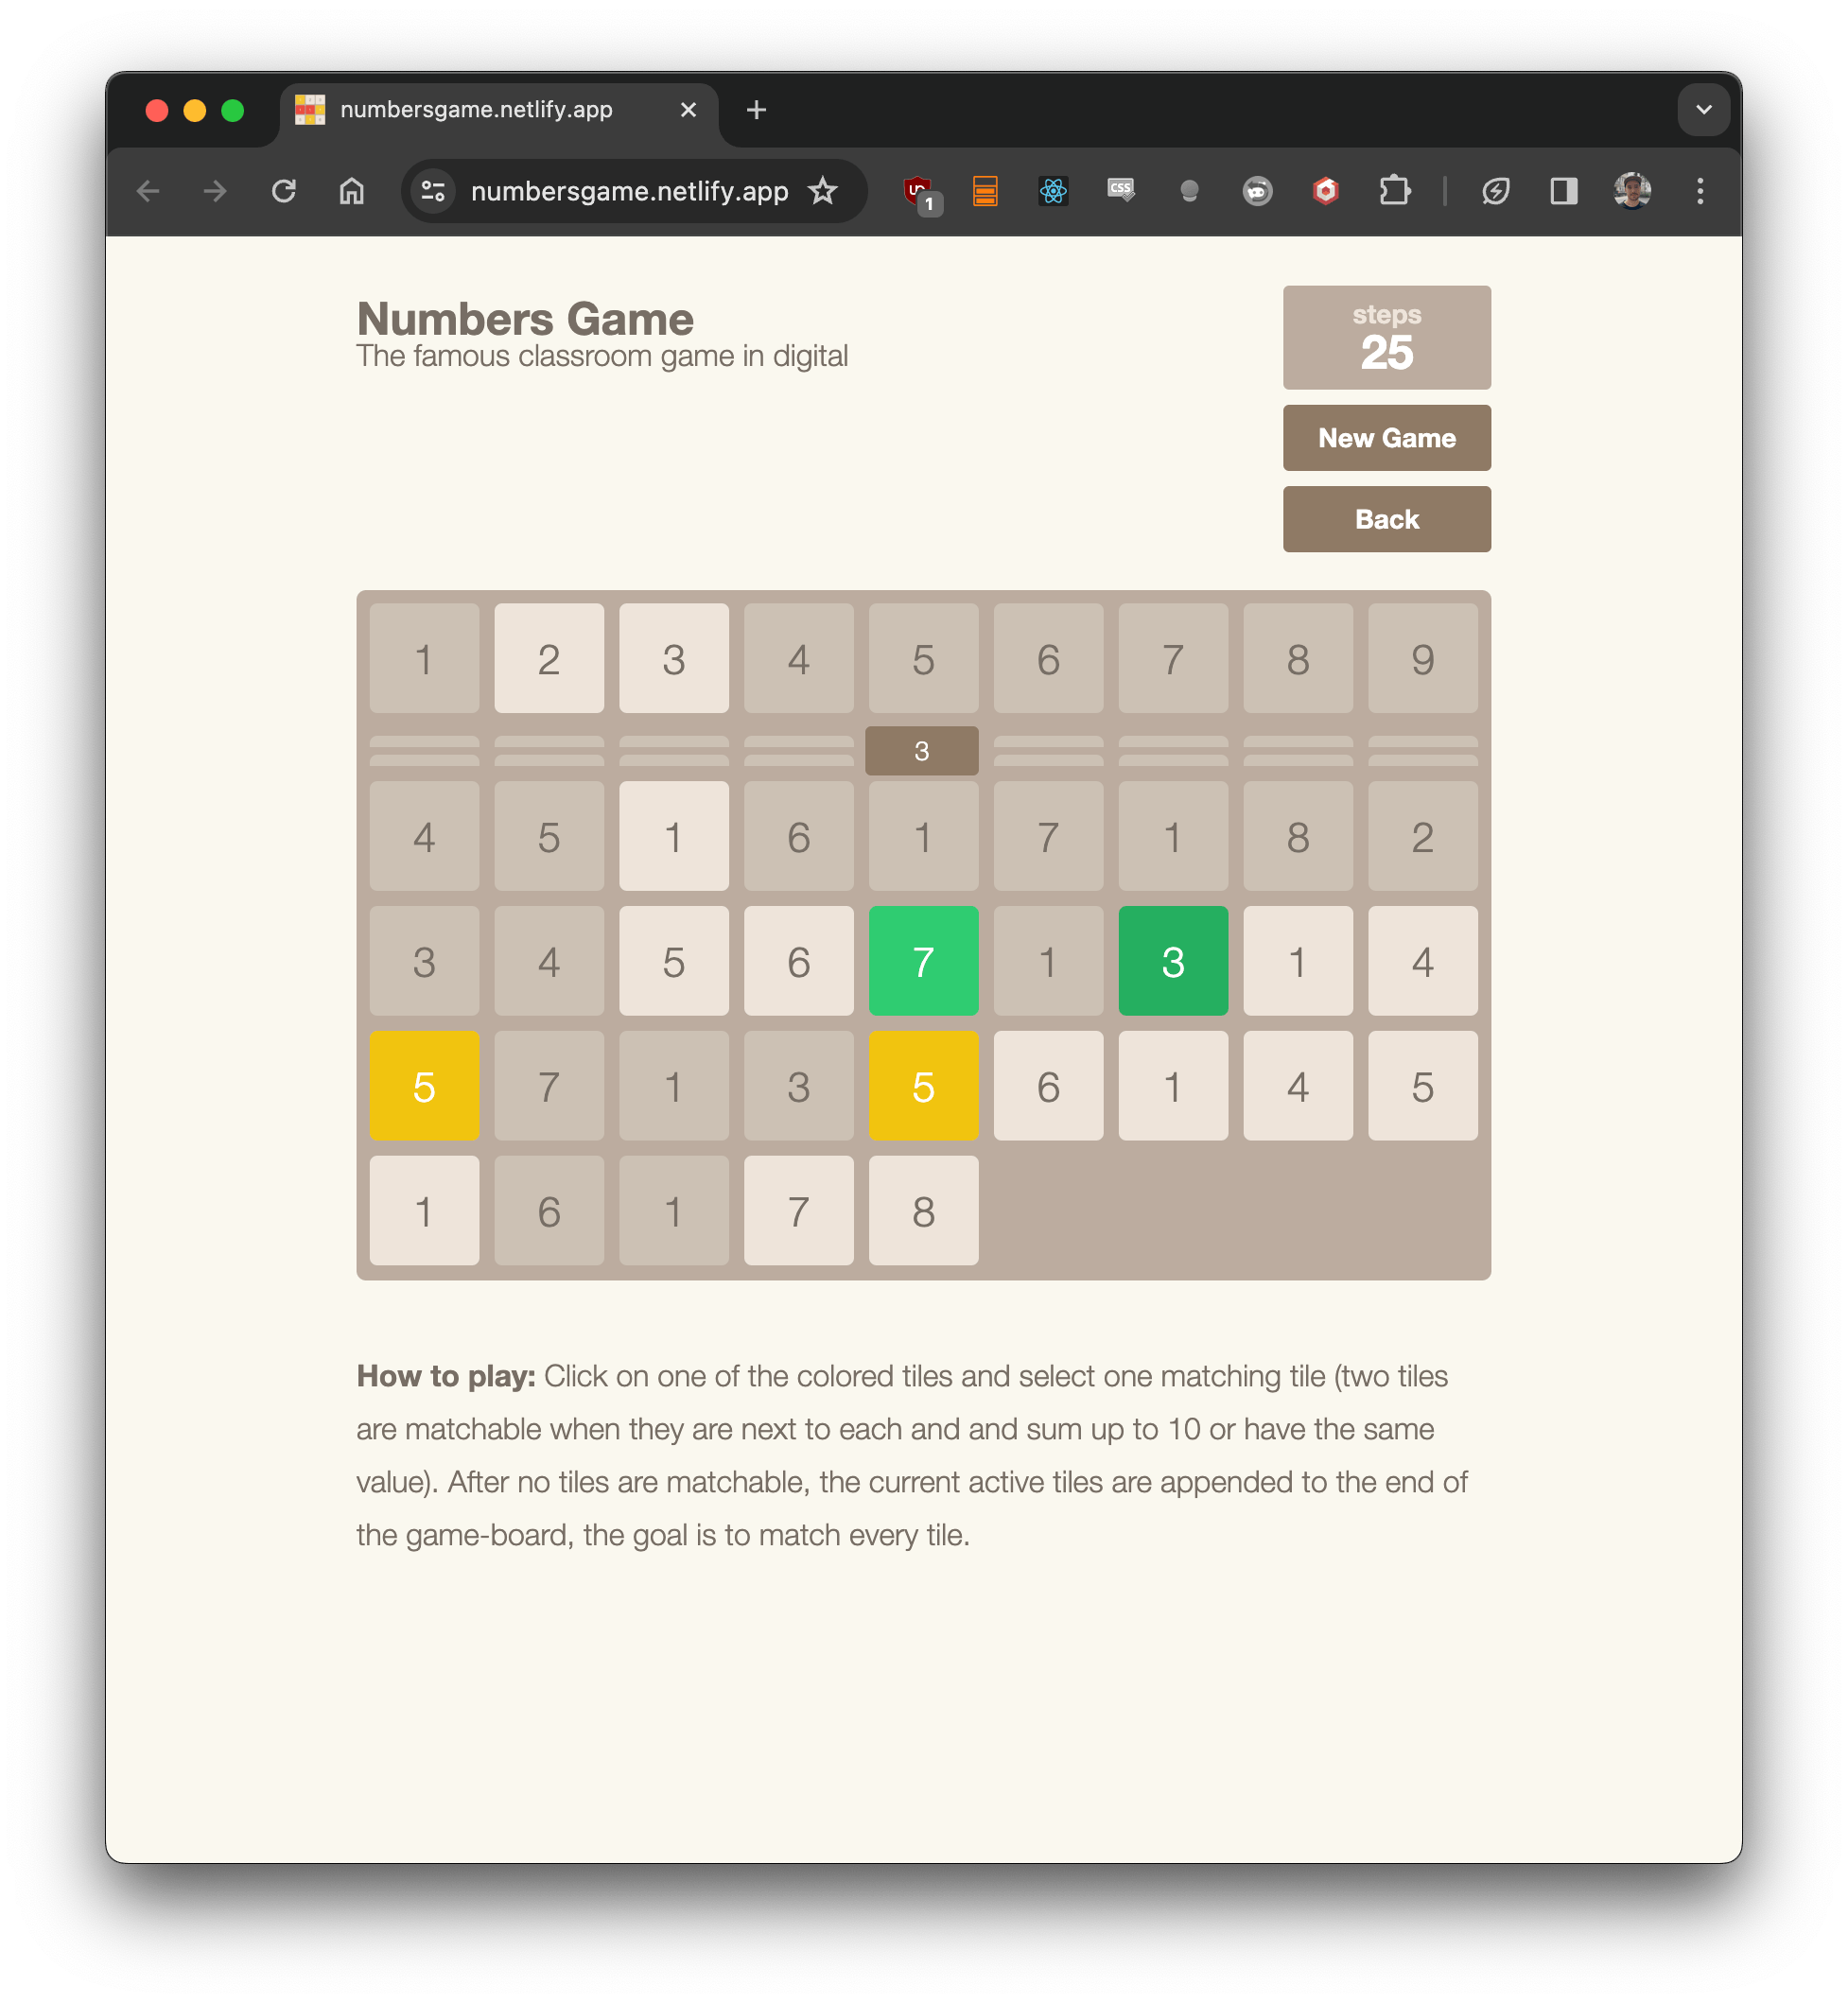 numbersgame.netlify.app
numbersgame.netlify.app
UD 1
CSS
Numbers Game
The famous classroom game in digital
steps
25
New Game
Back
1 2 3 4 5 6 7 8 9
3
4 5 1 6 1 7 1 8 2
3 4 5 6 7 1 3 1 4
5 7 1 3 5 6 1 4 5
1 6 1 7 8
How to play: Click on one of the colored tiles and select one matching tile (two tiles
are matchable when they are next to each and and sum up to 10 or have the same
value). After no tiles are matchable, the current active tiles are appended to the end of
the game-board, the goal is to match every tile.